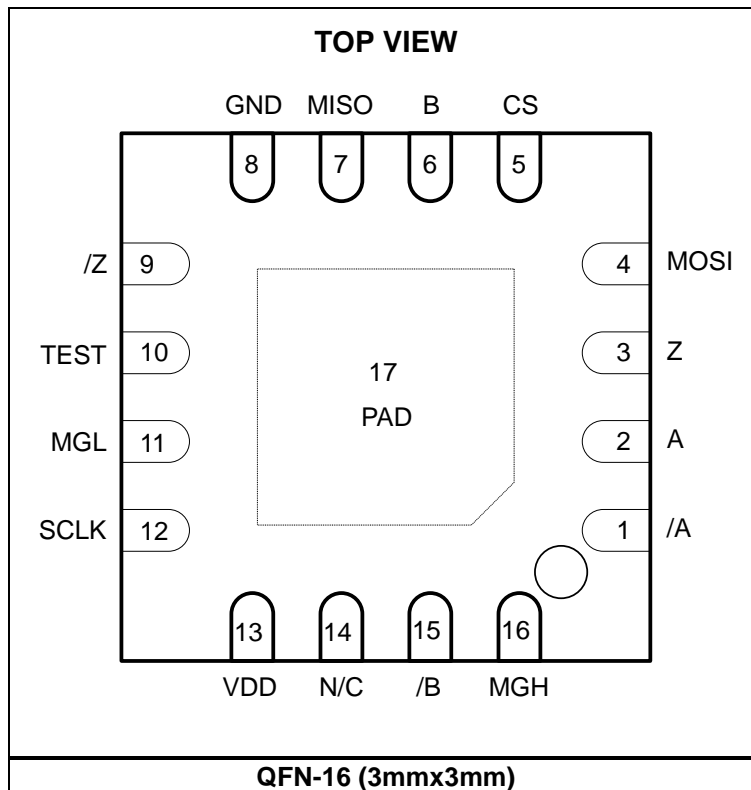 TOP VIEW
GND MISO B CS
8 7 6 5
/Z 9 4 MOSI
TEST 10 3 Z
17
PAD
MGL 11 2 A
SCLK 12 1 /A
13 14 15 16
VDD N/C /B MGH
QFN-16 (3mmx3mm)